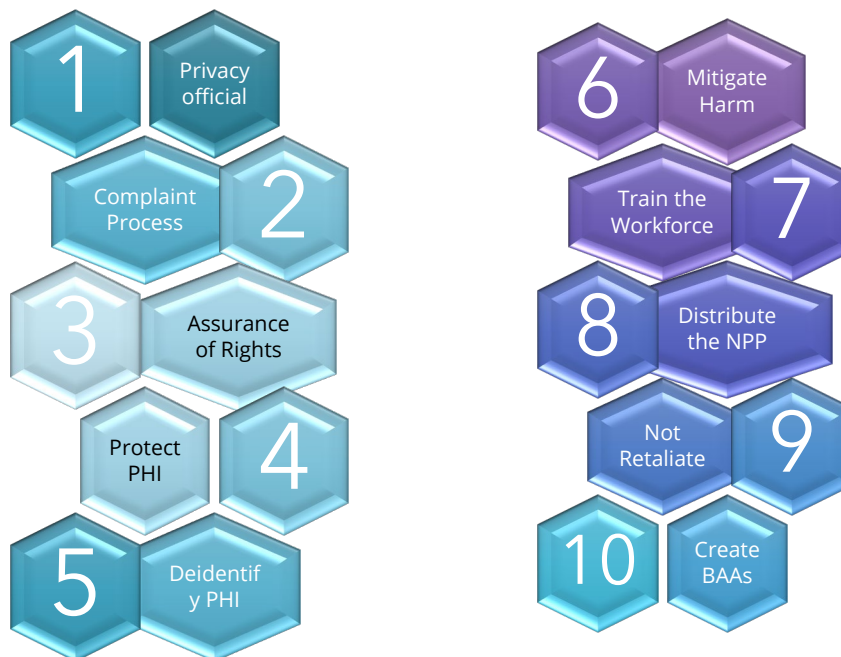 1
Privacy
official
Complaint
Process
2
3
Assurance
of Rights
Protect
PHI
4
5
Deidentif
y PHI
6
Mitigate
Harm
Train the
Workforce
7
8
Distribute
the NPP
Not
Retaliate
9
10
Create
BAAs